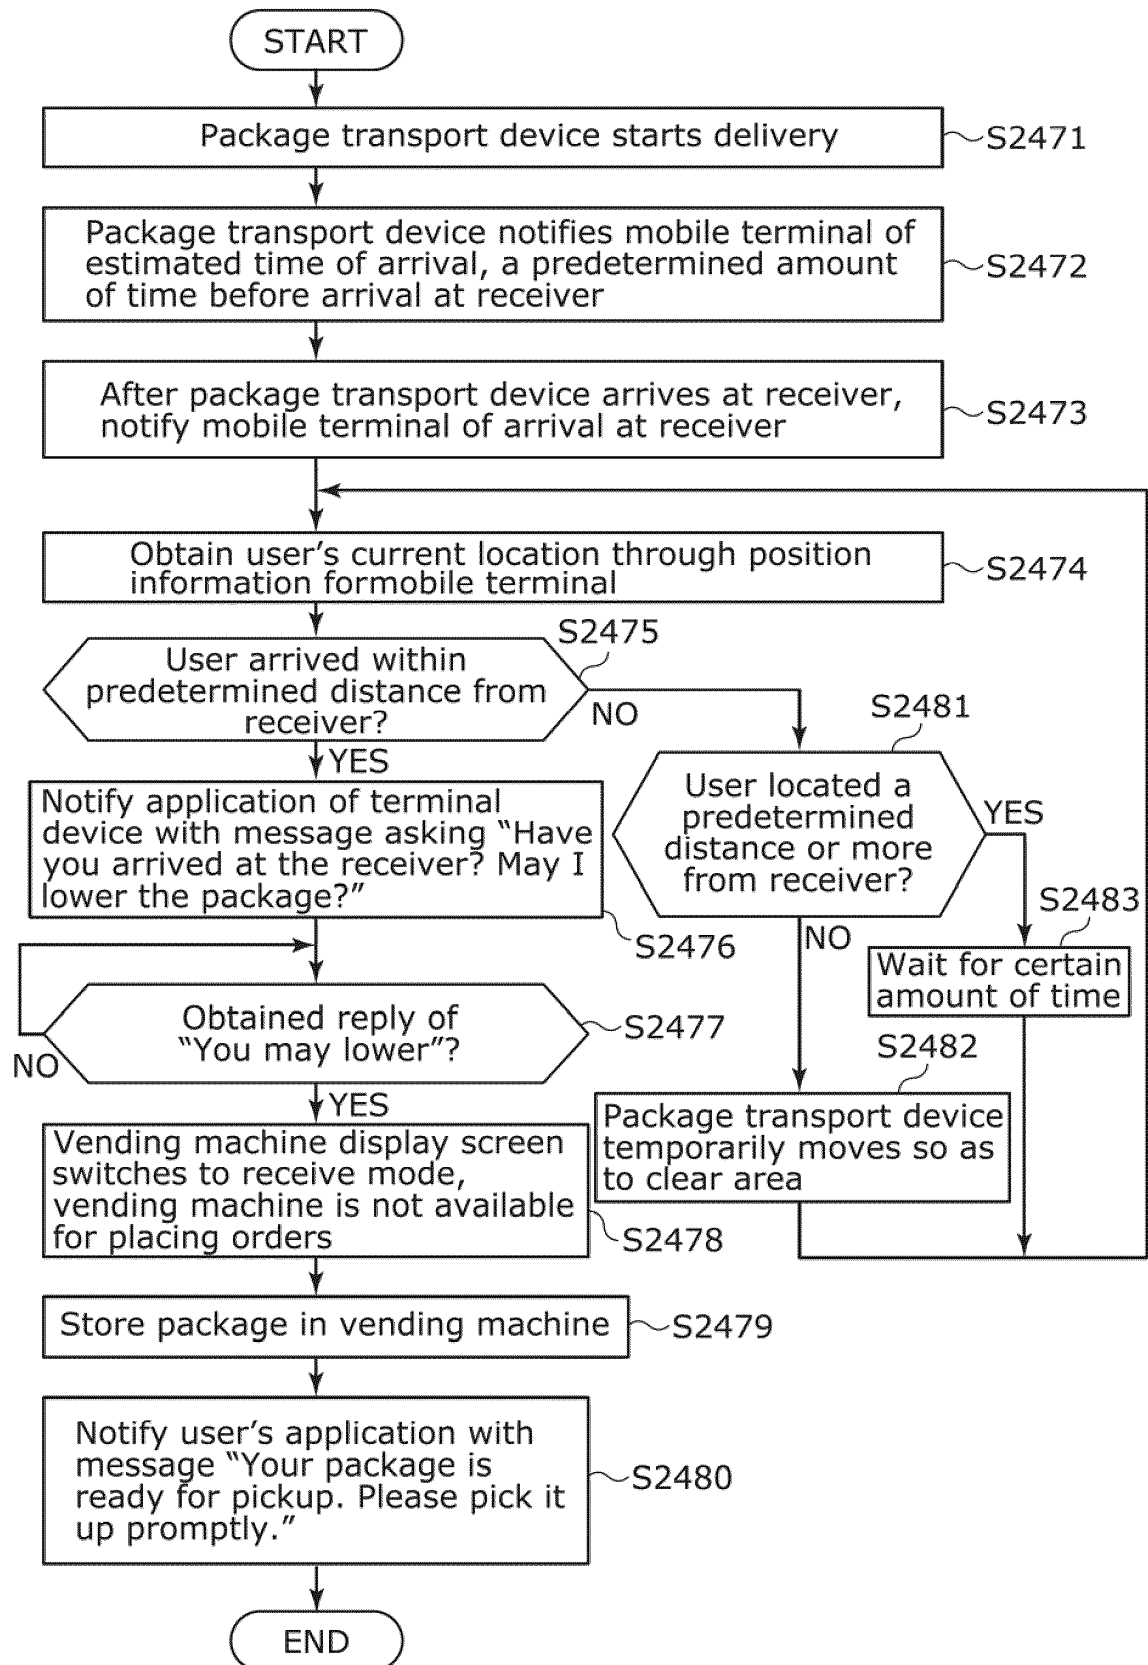 START
Package transport device starts delivery
S2471
Package transport device notifies mobile terminal of
estimated time of arrival, a predetermined amount
of time before arrival at receiver
S2472
After package transport device arrives at receiver,
notify mobile terminal of arrival at receiver
S2473
Obtain user’s current location through position
information formobile terminal
S2474
User arrived within
predetermined distance from
receiver?
S2475
NO
YES
Notify application of terminal
device with message asking “Have
you arrived at the receiver? May I
lower the package?”
S2476
Obtained reply of
“You may lower”?
S2477
NO
YES
Vending machine display screen
switches to receive mode,
vending machine is not available
for placing orders
S2478
Store package in vending machine
S2479
Notify user’s application with
message “Your package is
ready for pickup. Please pick it
up promptly.”
S2480
END
S2481
User located a
predetermined
distance or more
from receiver?
YES
NO
S2483
Wait for certain
amount of time
S2482
Package transport device
temporarily moves so as
to clear area